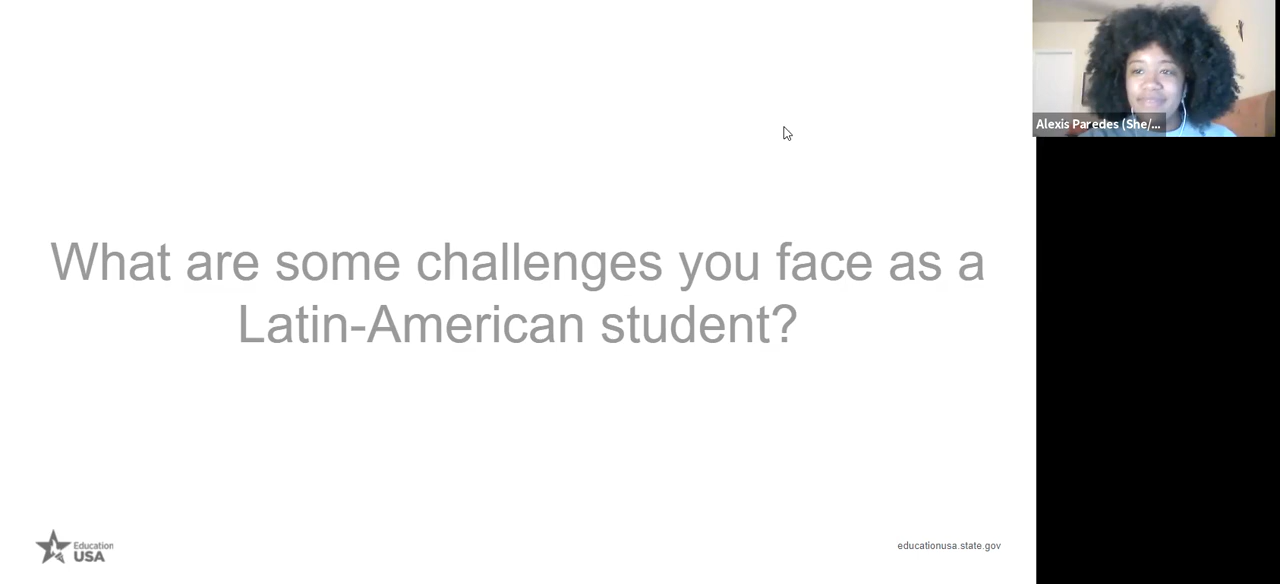 Alexis Paredes (She/...
What are some challenges you face as a
Latin-American student?
Education
USA
educationusa.state.gov